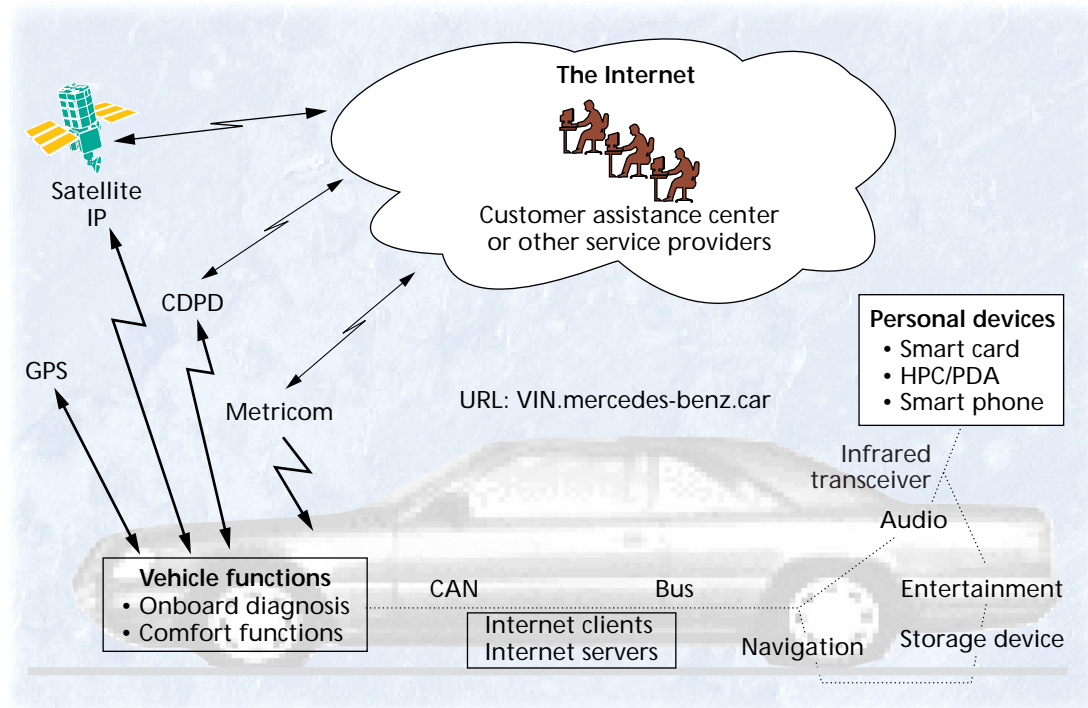 The Internet
Customer assistance center
or other service providers
Satellite
IP
CDPD
GPS
Metricom
URL: VIN.mercedes-benz.car
Personal devices
• Smart card
• HPC/PDA
• Smart phone
Infrared
transceiver
Audio
Vehicle functions
• Onboard diagnosis
• Comfort functions
CAN
Bus
Internet clients
Internet servers
Entertainment
Navigation
Storage device